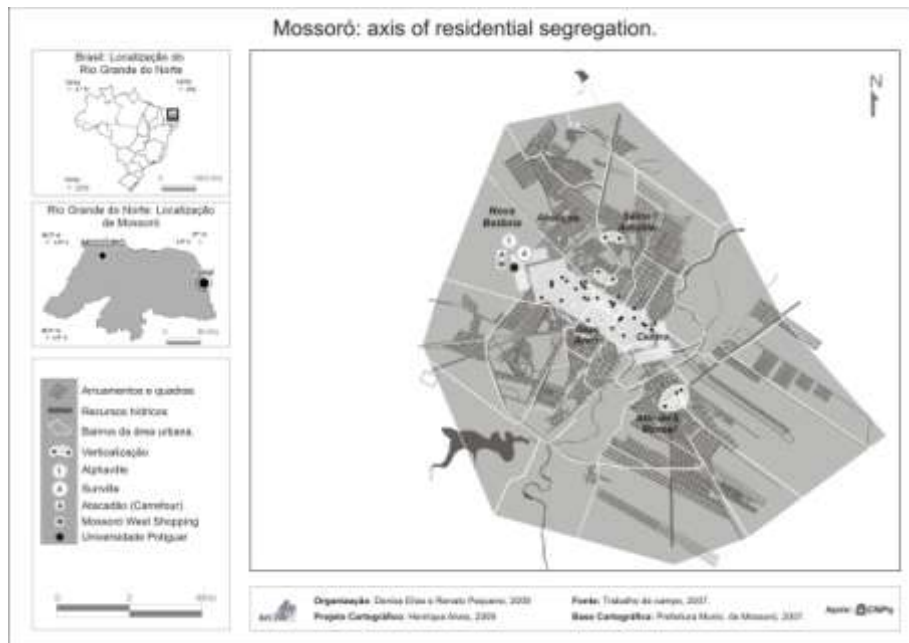 Mossoró: axis of residential segregation.
Brasil: Localização do
Rio Grande do Norte
Rio Grande do Norte: Localização
de Mossoró
Arruamentos e quadras
Recursos hídricos
Bairros da área urbana.
Verticalização
Alphaville
Sunville
Atacadão (Carrefour)
Mossoró West Shopping
Universidade Potiguar
N
Nova
Betânia
Santo
Antônio
Centro
Alto de S.
Manoel
Organização: Denise Elias e Renato Pequeno, 2009
Projeto Cartográfico: Henrique Alves, 2009
Fonte: Trabalho de campo, 2007.
Base Cartográfica: Prefeitura Munic. de Mossoró, 2007.
Apoio: CNPq